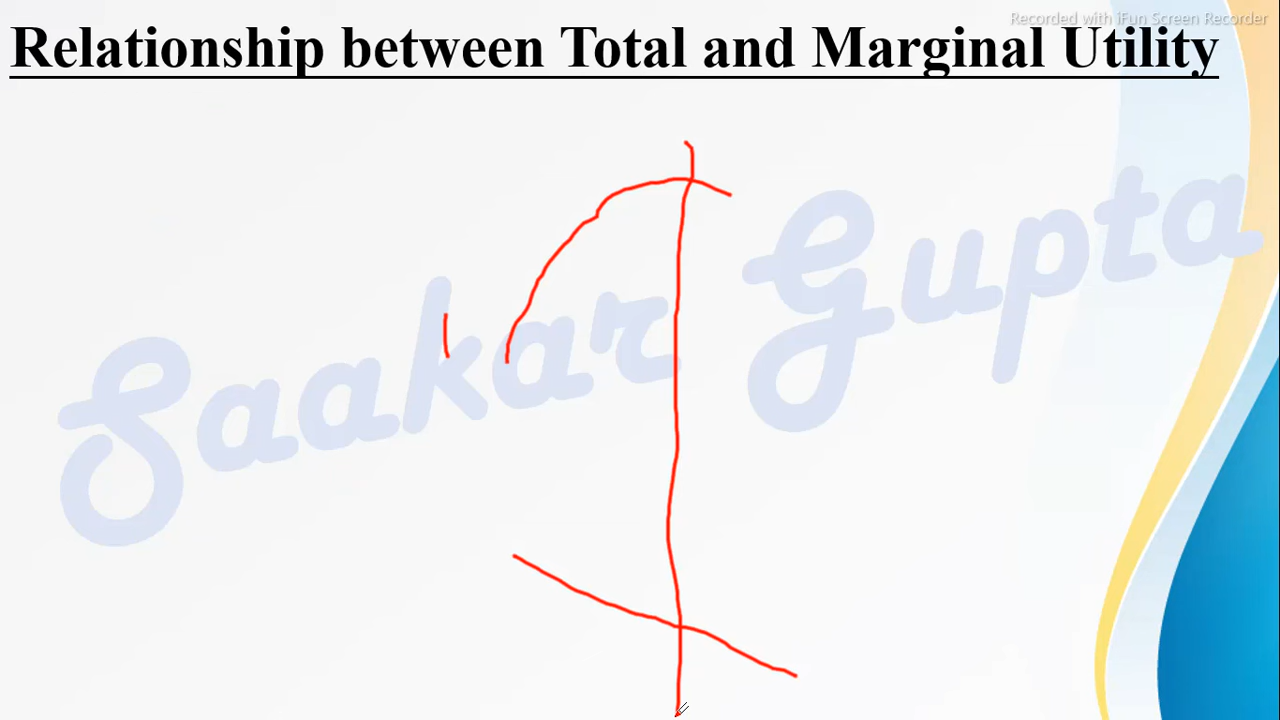 Recorded with iFun Screen Recorder
Relationship between Total and Marginal Utility
Saakar Gupta